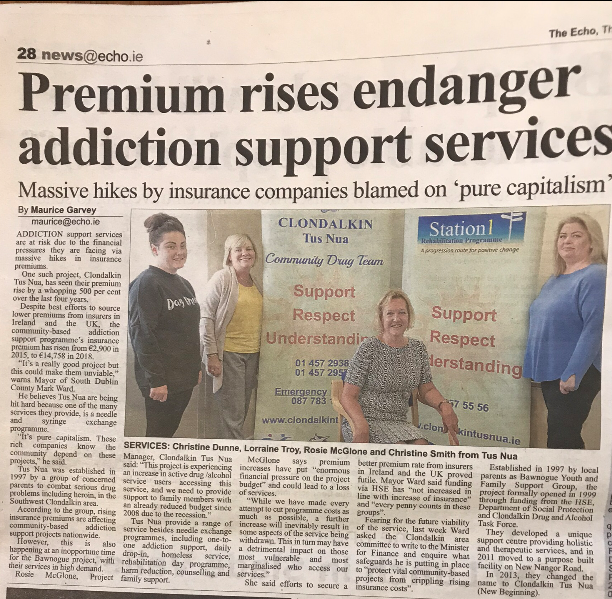 The Echo,
28 news@echo.ie
Premium rises endanger
addiction support services
Massive hikes by insurance companies blamed on 'pure capitalism'
By Maurice Garvey
maurice@echo.ie
ADDICTION support services
are at risk due to the financial
pressures they are facing via
massive hikes in insurance
premiums.
One such project, Clondalkin
Tus Nua, has seen their premium
rise by a whopping 500 per cent
over the last four years.
Despite best efforts to source
lower premiums from insurers in
Ireland and the UK, the
community-based addiction
support programme's insurance
premium has risen from €2,900 in
2015, to €14,758 in 2018.
"It's a really good project but
this could make them unviable,"
warns Mayor of South Dublin
County Mark Ward.
He believes Tus Nua are being
hit hard because one of the many
services they provide, is a needle
and syringe exchange
programme.
"It's pure capitalism. These
rich companies know the
community depend on these
projects," he said.
Tus Nua was established in
1997 by a group of concerned
parents to combat serious drug
problems including heroin, in the
Southwest Clondalkin area.
According to the group, rising
insurance premiums are affecting
community-based addiction
support projects nationwide.
However, this is also
happening at an inopportune time
for the Bawnogue project, with
their services in high demand.
Rosie McGlone, Project
CLONDALKIN
Tus Nua
Community Drug Team
Support
Respect
Understandin
01 457 2938
01 457 295
Emergency
087 783
www.clondalkint
Station1
Rehabilitation Programme
A progressive route for positive change
Support
Respect
derstanding
57 55 56
.clon kintusnua.ie
SERVICES: Christine Dunne, Lorraine Troy, Rosie McGlone and Christine Smith from Tus Nua
Manager, Clondalkin Tus Nua
said: "This project is experiencing
an increase in active drug /alcohol
service users accessing this
service, and we need to provide
support to family members with
an already reduced budget since
2008 due to the recession."
Tus Nua provide a range of
service besides needle exchange
programmes, including one-to-
one addiction support, daily
drop-in, homeless service,
rehabilitation day programme,
harm reduction, counselling and
family support.
McGlone says premium
increases have put "enormous
financial pressure on the project
budget" and could lead to a loss
of services.
"While we have made every
attempt to cut programme costs as
much as possible, a further
increase will inevitably result in
some aspects of the service being
withdrawn. This in turn may have
a detrimental impact on those
most vulnerable and most
marginalised who access our
services."
She said efforts to secure a
better premium rate from insurers
in Ireland and the UK proved
futile. Mayor Ward said funding
via HSE has "not increased in
line with increases of insurance"
and "every penny counts in these
groups".
Fearing for the future viability
of the service, last week Ward
asked the Clondalkin area
committee to write to the Minister
for Finance and enquire what
safeguards he is putting in place
to "protect vital community-based
projects from crippling rising
insurance costs".
Established in 1997 by local
parents as Bawnogue Youth and
Family Support Group, the
project formally opened in 1999
through funding from the HSE,
Department of Social Protection
and Clondalkin Drug and Alcohol
Task Force.
They developed a unique
support centre providing holistic
and therapeutic services, and in
2011 moved to a purpose built
facility on New Nangor Road.
In 2013, they changed the
name to Clondalkin Tus Nua
(New Beginning).